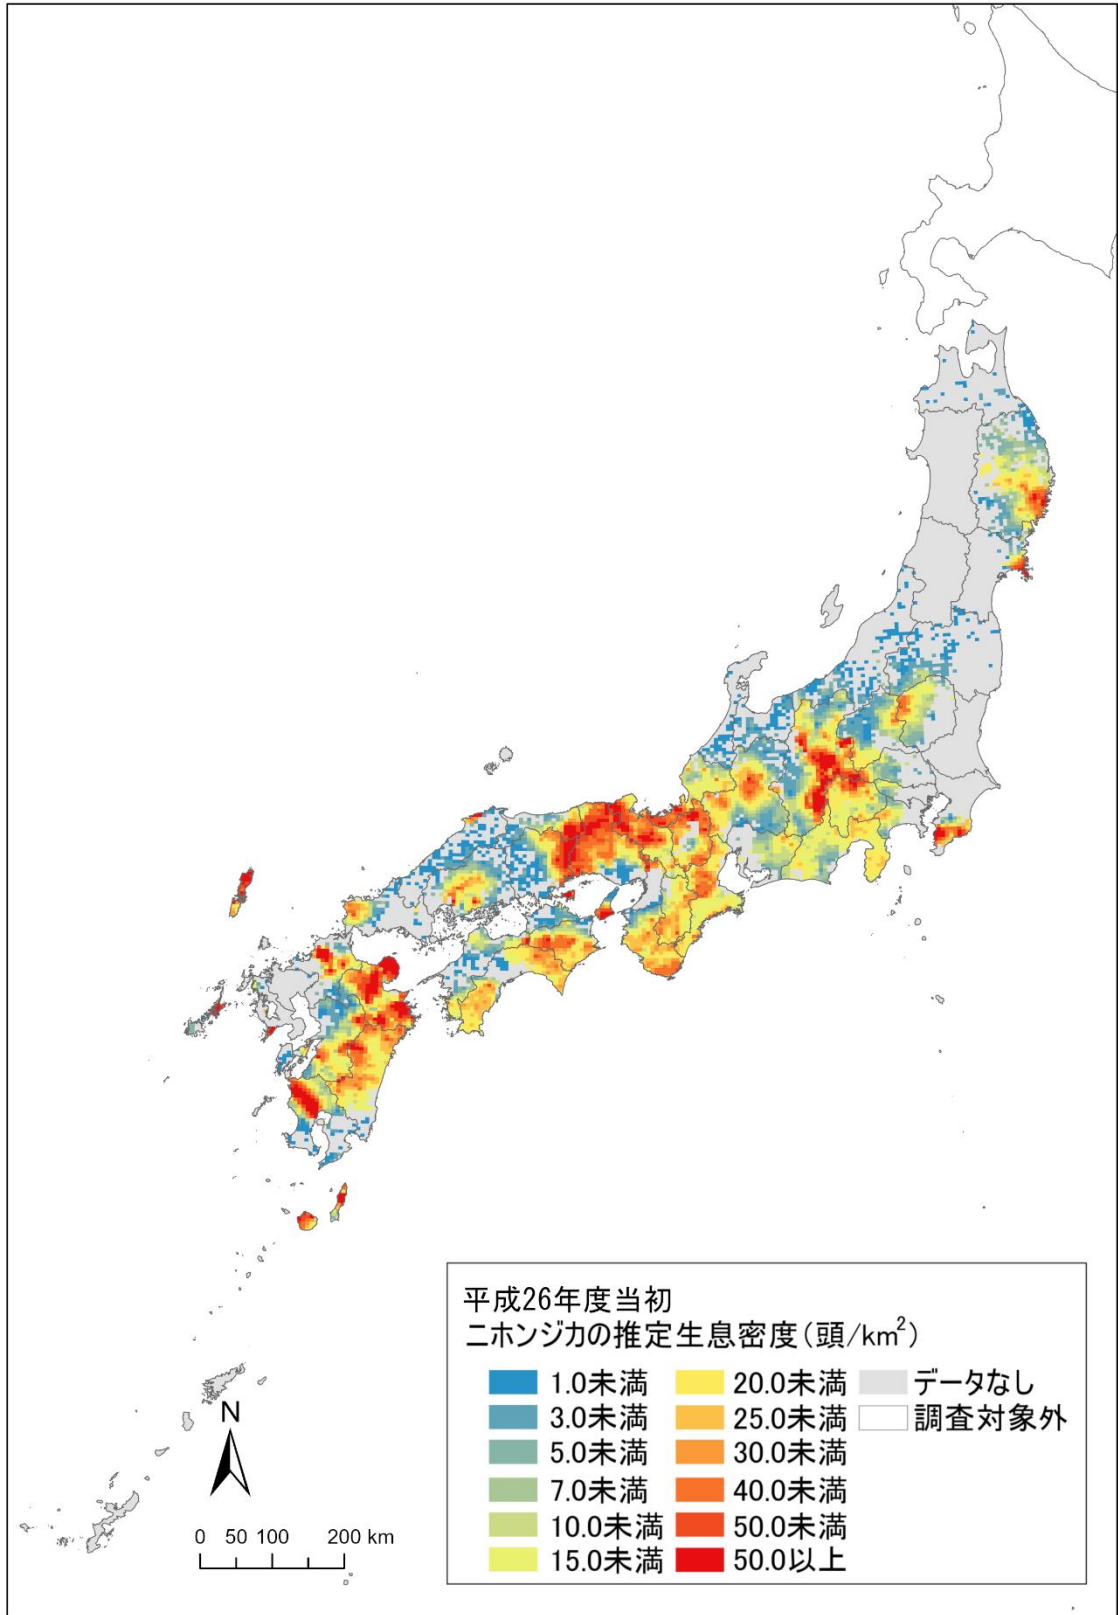 平成26年度当初
ニホンジカの推定生息密度(頭/km²)
1.0未満 20.0未満 データなし
3.0未満 25.0未満 調査対象外
5.0未満 30.0未満
7.0未満 40.0未満
10.0未満 50.0未満
15.0未満 50.0以上
N
0 50 100 200 km